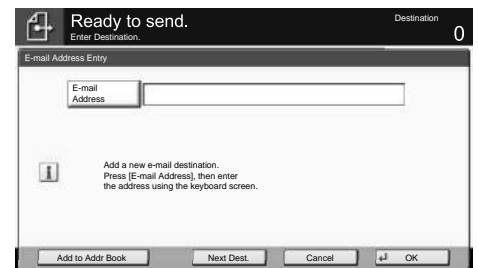 Ready to send.
Destination
Enter Destination.
0
E-mail Address Entry
E-mail
Address
Add a new e-mail destination.
Press [E-mail Address], then enter
the address using the keyboard screen.
Add to Addr Book
Next Dest.
Cancel
OK